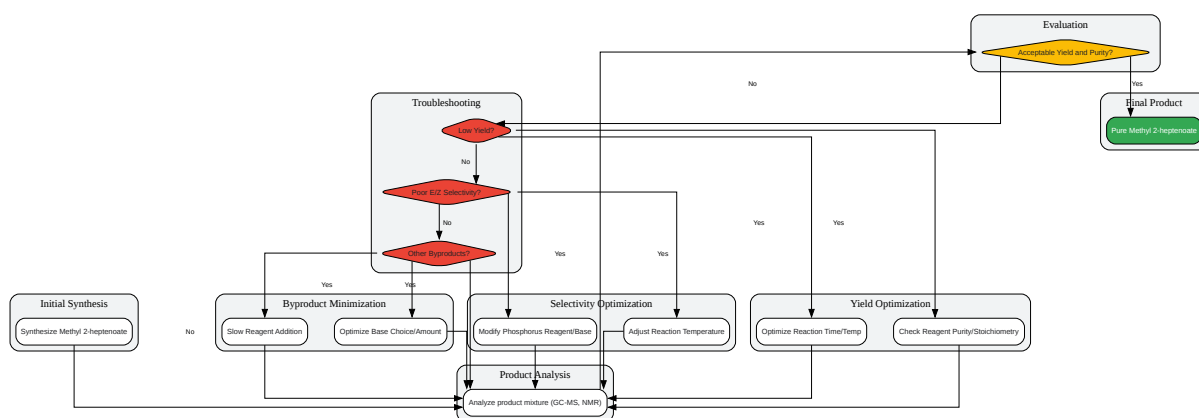 Evaluation
Acceptable Yield and Purity?
No
Yes
Troubleshooting
Final Product
Low Yield?
Pure Methyl 2-heptenoate
No
Poor E/Z Selectivity?
No
Yes
Yes
Other Byproducts?
Yes
Yes
Yes
Initial Synthesis
Byproduct Minimization
Selectivity Optimization
Yield Optimization
Synthesize Methyl 2-heptenoate
No
Slow Reagent Addition
Optimize Base Choice/Amount
Modify Phosphorus Reagent/Base
Adjust Reaction Temperature
Optimize Reaction Time/Temp
Check Reagent Purity/Stoichiometry
Product Analysis
Analyze product mixture (GC-MS, NMR)